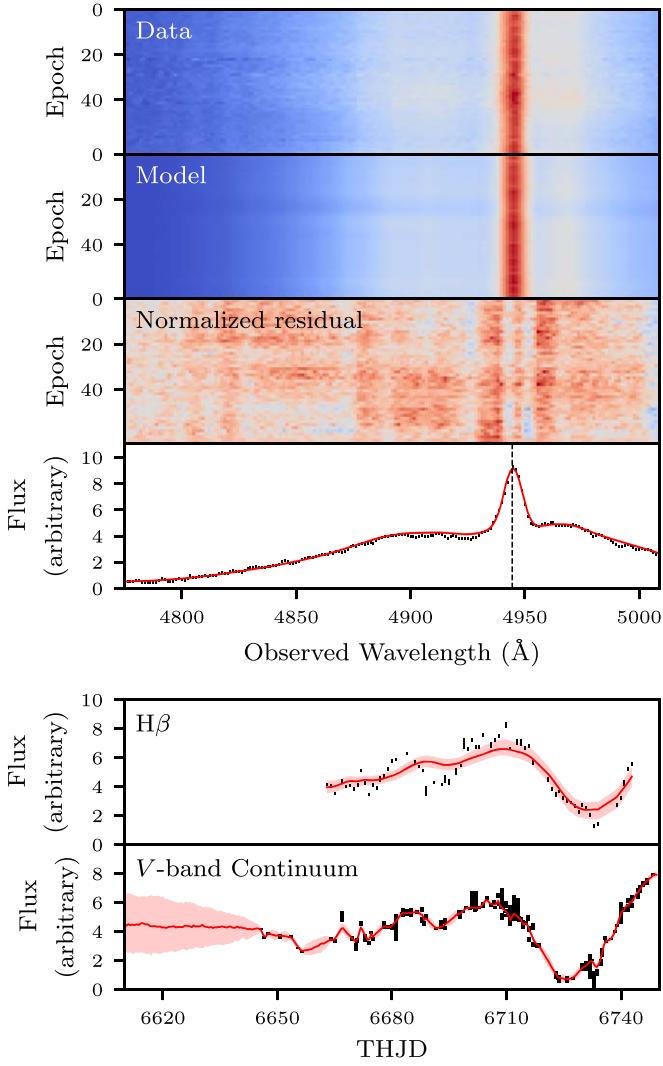 0
Data
20
40
Epoch
0
Model
20
40
Epoch
0
Normalized residual
20
40
Epoch
10
8
6
4
2
0
Flux
(arbitrary)
4800 4850 4900 4950 5000
Observed Wavelength (Å)
10
Hβ
8
6
4
2
0
Flux
(arbitrary)
V-band Continuum
8
6
4
2
0
Flux
(arbitrary)
6620 6650 6680 6710 6740
THJD